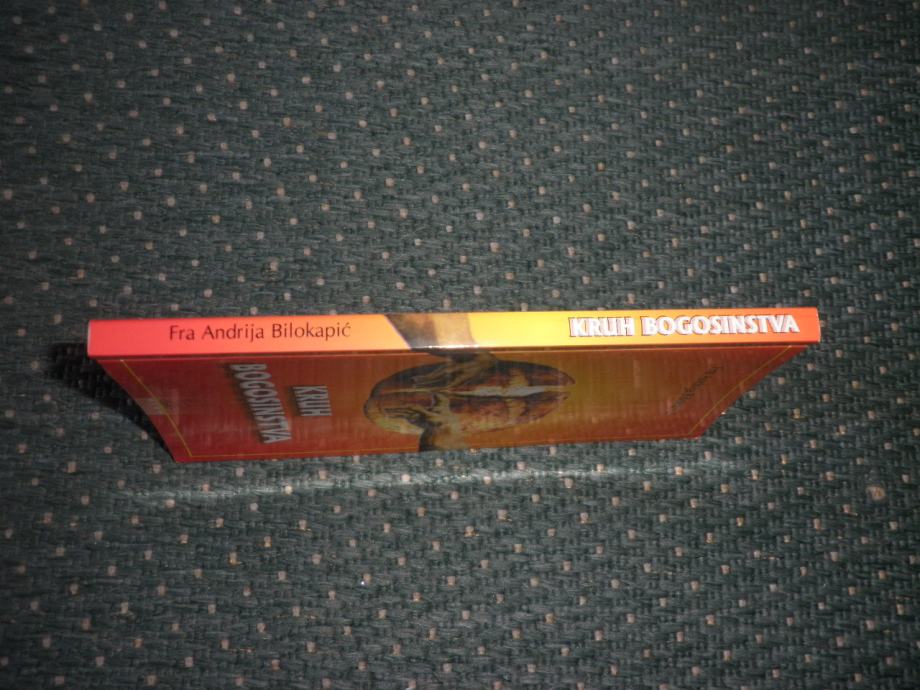 Fra Andrija Bilokapić
KRUH BOGOSINSTVA
KRUH
BOGOSINSTVA